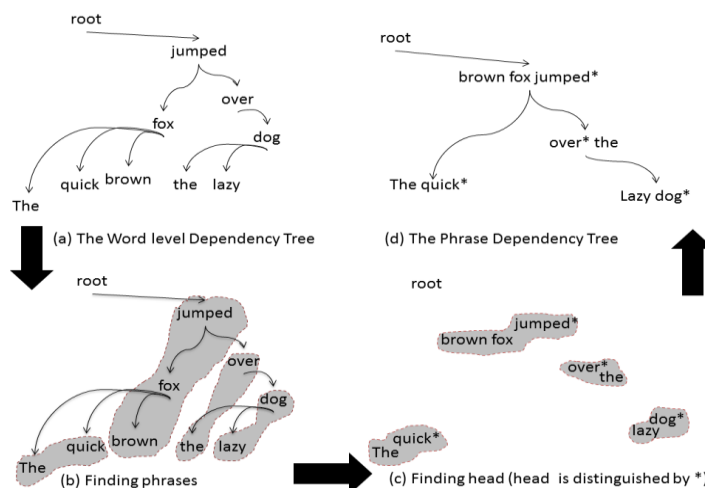 root
jumped
over
fox
dog
quick brown the lazy
The
(a) The Word level Dependency Tree
root
brown fox jumped*
over* the
The quick*
Lazy dog*
(d) The Phrase Dependency Tree
root
jumped
over
fox
dog
quick brown the lazy
The
(b) Finding phrases
root
jumped*
brown fox
over*
the
dog*
lazy
quick*
The
(c) Finding head (head is distinguished by *)